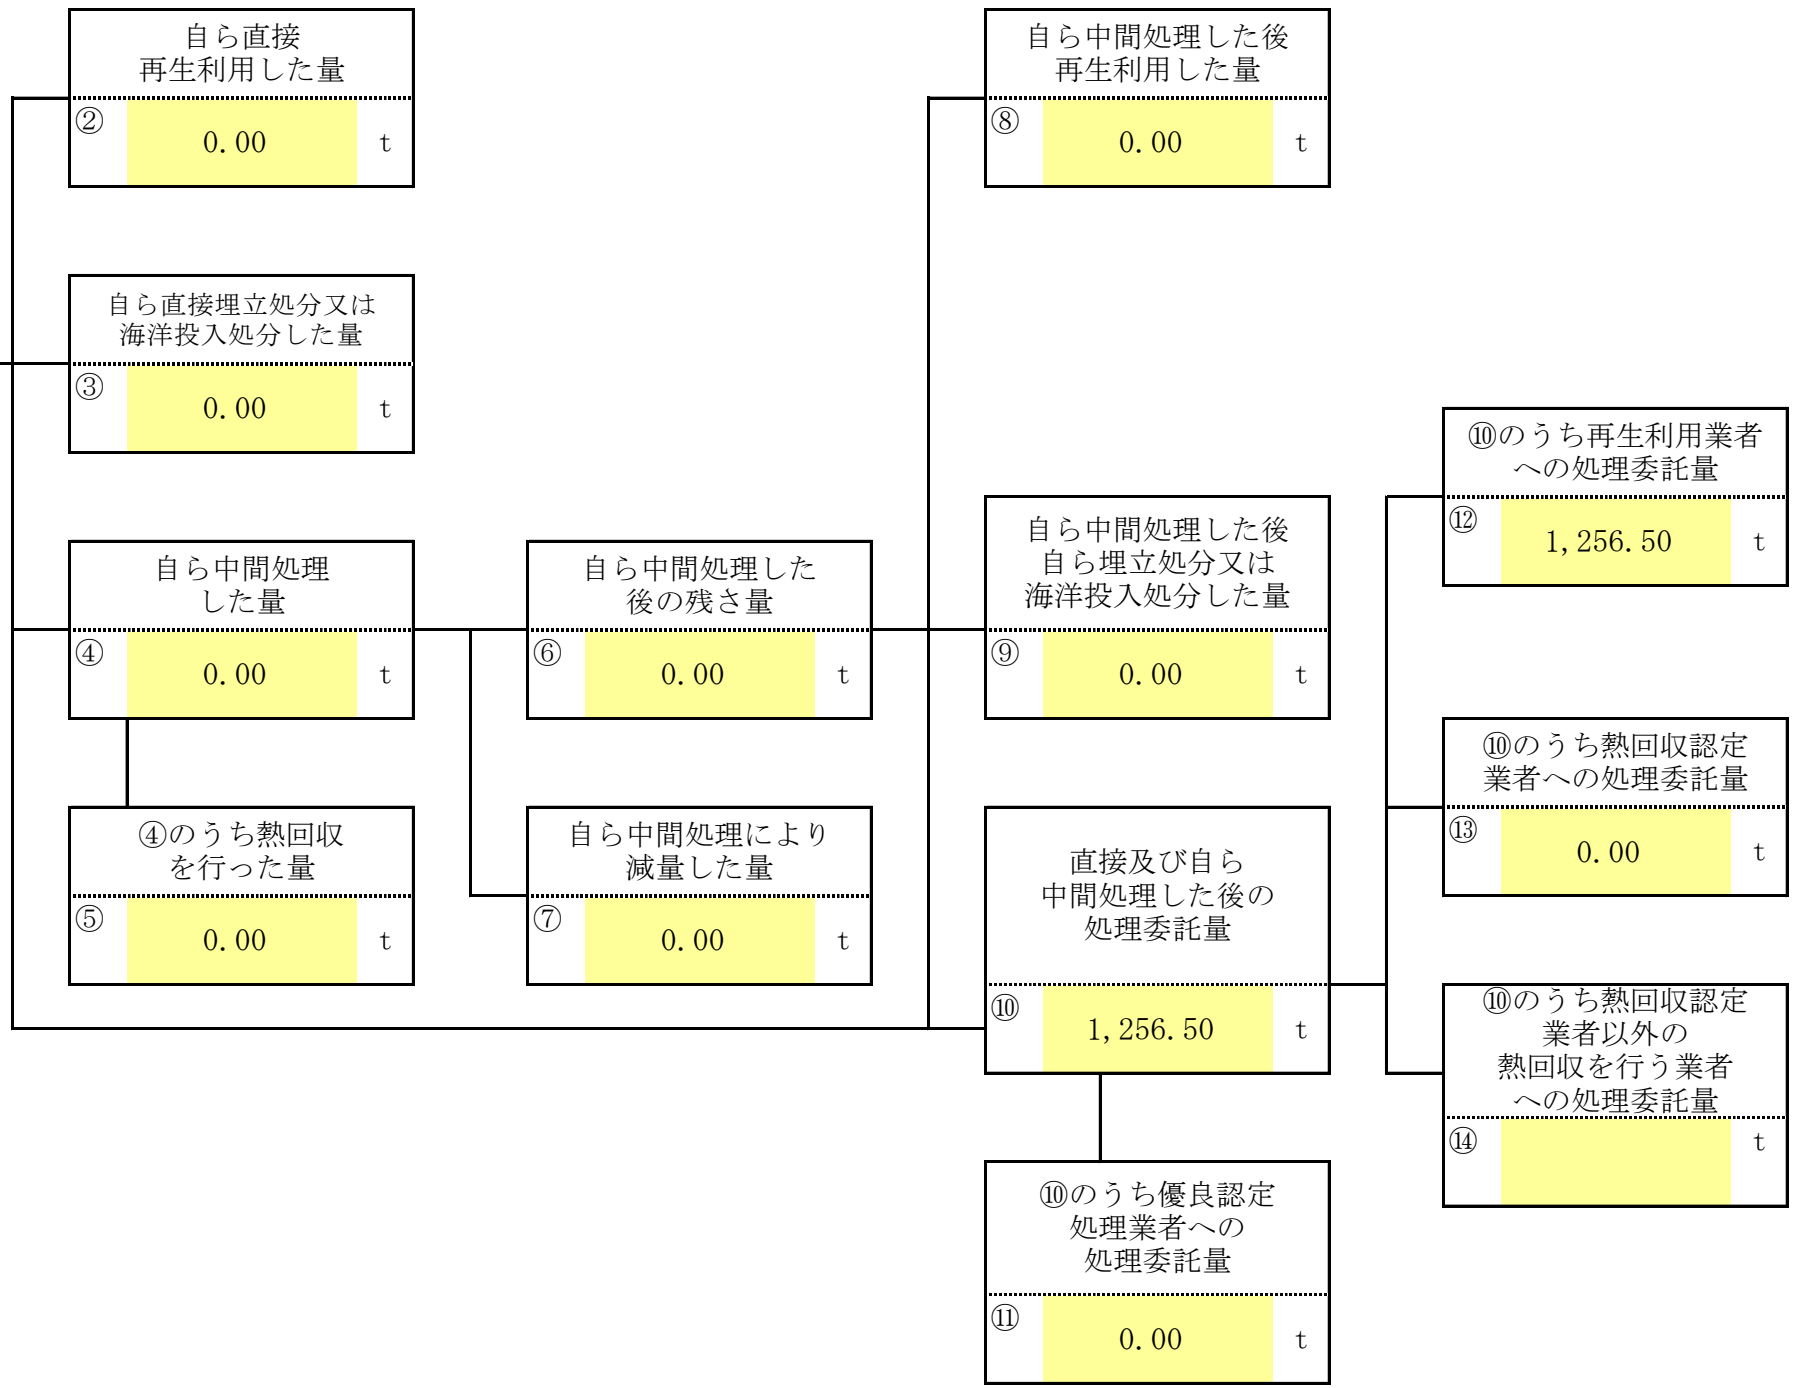 自ら直接
再生利用した量
② 0.00 t
自ら直接埋立処分又は
海洋投入処分した量
③ 0.00 t
自ら中間処理
した量
④ 0.00 t
④のうち熱回収
を行った量
⑤ 0.00 t
自ら中間処理した
後の残さ量
⑥ 0.00 t
自ら中間処理により
減量した量
⑦ 0.00 t
自ら中間処理した後
再生利用した量
⑧ 0.00 t
自ら中間処理した後
自ら埋立処分又は
海洋投入処分した量
⑨ 0.00 t
直接及び自ら
中間処理した後の
処理委託量
⑩ 1,256.50 t
⑩のうち優良認定
処理業者への
処理委託量
⑪ 0.00 t
⑩のうち再生利用業者
への処理委託量
⑫ 1,256.50 t
⑩のうち熱回収認定
業者への処理委託量
⑬ 0.00 t
⑩のうち熱回収認定
業者以外の
熱回収を行う業者
への処理委託量
⑭ t